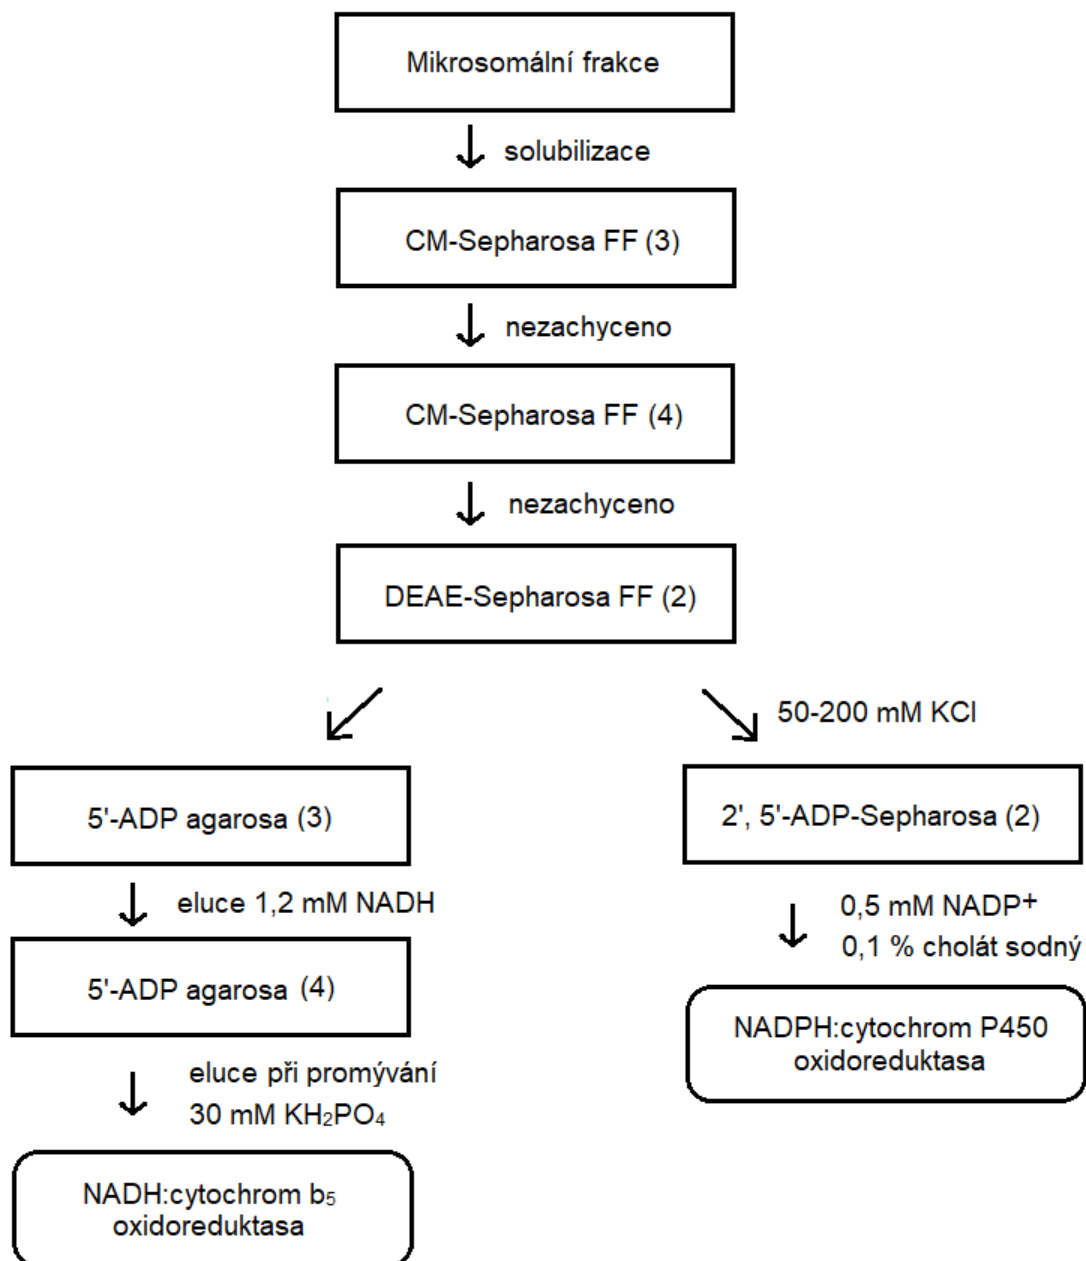 Mikrosomální frakce
solubilizace
CM-Sepharosa FF (3)
nezachyceno
CM-Sepharosa FF (4)
nezachyceno
DEAE-Sepharosa FF (2)
50-200 mM KCl
5'-ADP agarosa (3)
2', 5'-ADP-Sepharosa (2)
eluce 1,2 mM NADH
0,5 mM NADP⁺
0,1 % cholát sodný
5'-ADP agarosa (4)
NADPH:cytochrom P450
oxidoreduktasa
eluce při promývání
30 mM KH₂PO₄
NADH:cytochrom b₅
oxidoreduktasa